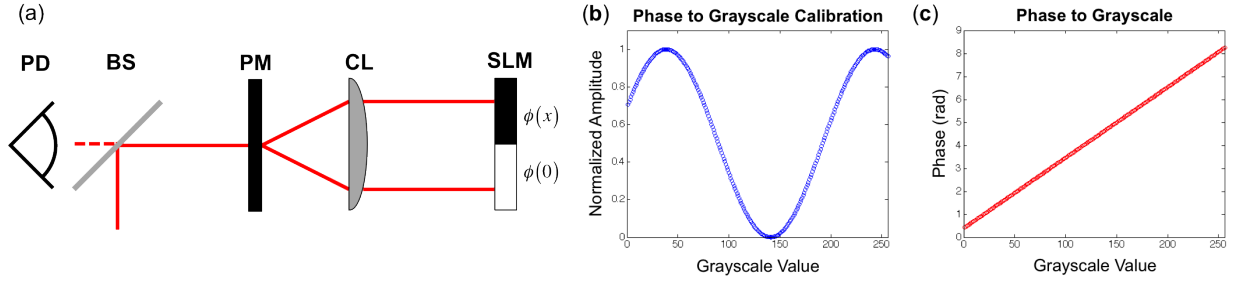 (a)
PD BS PM CL SLM
ϕ(x)
ϕ(0)
(b) Phase to Grayscale Calibration
Normalized Amplitude
1
0.8
0.6
0.4
0.2
0
0 50 100 150 200 250
Grayscale Value
(c) Phase to Grayscale
Phase (rad)
9
8
7
6
5
4
3
2
1
0
0 50 100 150 200 250
Grayscale Value